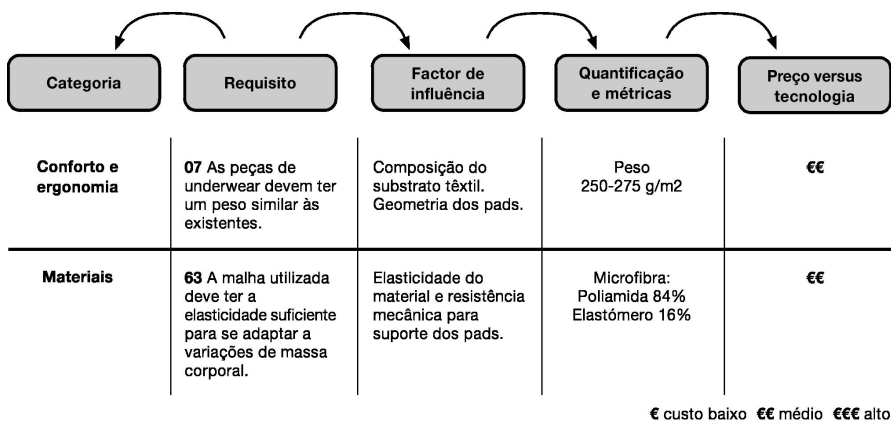 Categoria
Requisito
Factor de
influência
Quantificação
e métricas
Preço versus
tecnologia
Conforto e
ergonomia
07 As peças de
underwear devem ter
um peso similar às
existentes.
Composição do
substrato têxtil.
Geometria dos pads.
Peso
250-275 g/m2
€€
Materiais
63 A malha utilizada
deve ter a
elasticidade suficiente
para se adaptar a
variações de massa
corporal.
Elasticidade do
material e resistência
mecânica para
suporte dos pads.
Microfibra:
Poliamida 84%
Elastómero 16%
€€
€ custo baixo €€ médio €€€ alto